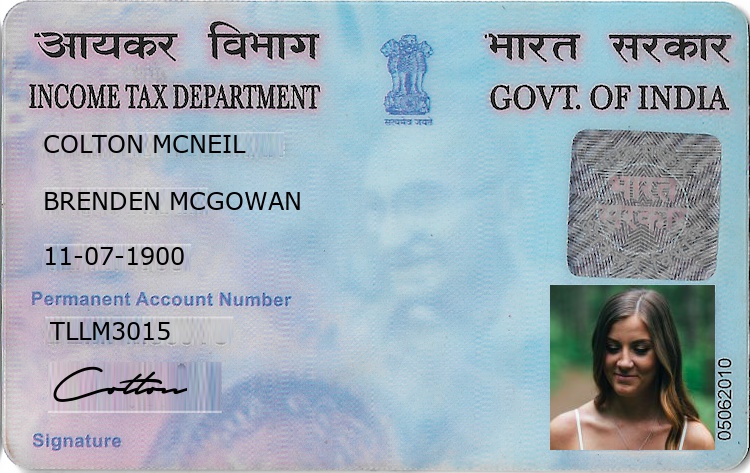 आयकर विभाग
भारत सरकार
INCOME TAX DEPARTMENT
GOVT. OF INDIA
सत्यमेव जयते
COLTON MCNEIL
भारत
सरकार
BRENDEN MCGOWAN
11-07-1900
Permanent Account Number
TLLM3015
Colton
Signature
05062010